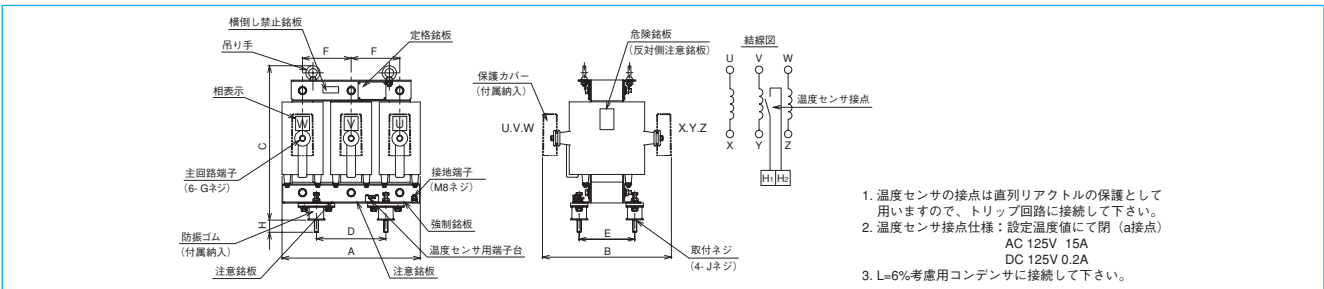 横倒し禁止銘板
吊り手
F
F
定格銘板
相表示
W
V
U
C
主回路端子
(6- Gネジ)
接地端子
(M8ネジ)
H
D
A
防振ゴム
(付属納入)
強制銘板
温度センサ用端子台
注意銘板
注意銘板
危険銘板
(反対側注意銘板)
保護カバー
(付属納入)
U.V.W
X.Y.Z
E
B
取付ネジ
(4- Jネジ)
結線図
U V W
温度センサ接点
X Y Z
H1 H2
1. 温度センサの接点は直列リアクトルの保護として
用いますので、トリップ回路に接続して下さい。
2. 温度センサ接点仕様：設定温度値にて閉（a接点）
AC 125V 15A
DC 125V 0.2A
3. L=6%考慮用コンデンサに接続して下さい。